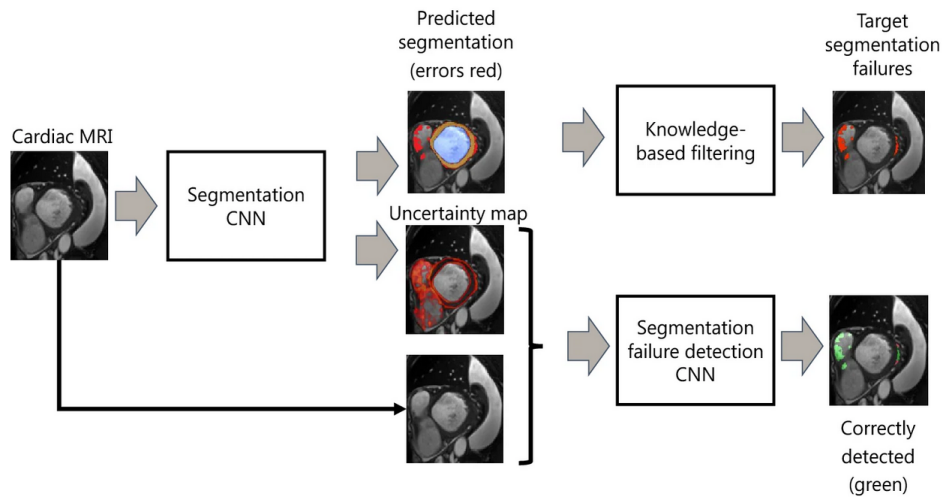 Cardiac MRI
Segmentation
CNN
Predicted
segmentation
(errors red)
Uncertainty map
Knowledge-
based filtering
Target
segmentation
failures
Segmentation
failure detection
CNN
Correctly
detected
(green)